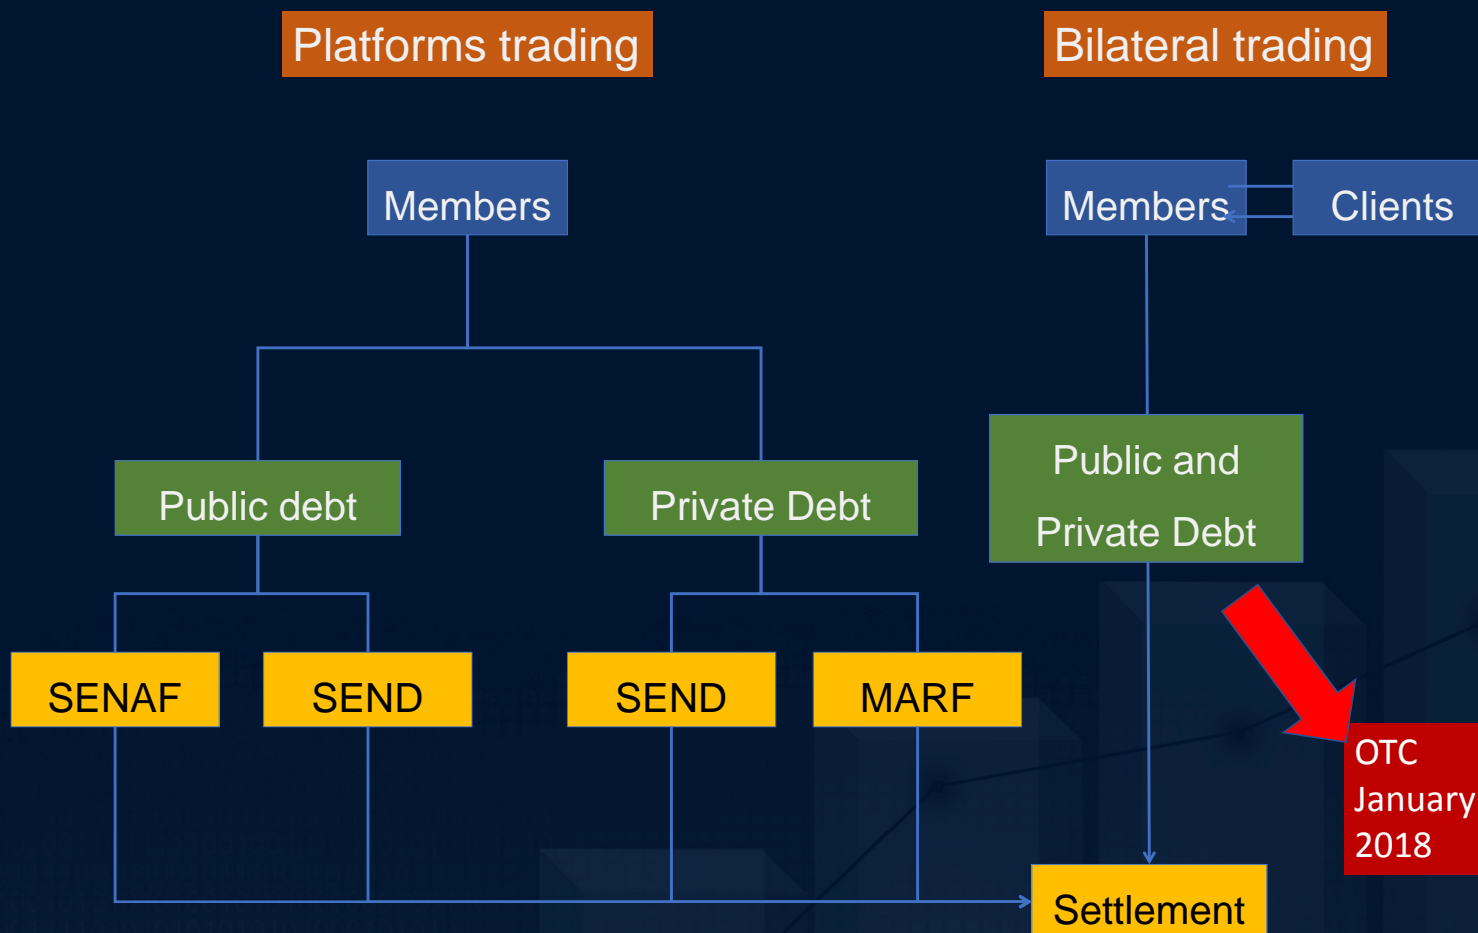 Platforms trading
Bilateral trading
Members
Members
Clients
Public debt
Private Debt
Public and
Private Debt
SENAF
SEND
SEND
MARF
OTC
January
2018
Settlement